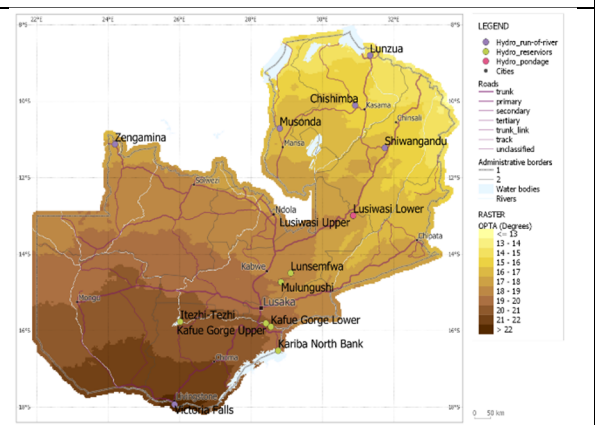 22°E 24°E 26°E 28°E 30°E 32°E
8°S 8°S
Lunzua
10°S 10°S
Chishimba
Kasama
Musonda
Chinsali
Zengamina
Mansa
Shiwangandu
12°S 12°S
Solwezi
Ndola
Lusiwasi Lower
Lusiwasi Upper
Chipata
14°S 14°S
Kabwe
Lunsemfwa
Mulungushi
Mongu
Lusaka
Itezhi-Tezhi
Kafue Gorge Lower
16°S 16°S
Kafue Gorge Upper
Kariba North Bank
Choma
Livingstone
18°S 18°S
Victoria Falls
LEGEND
Hydro_run-of-river
Hydro_reserviors
Hydro_pondage
Cities
Roads
trunk
primary
secondary
tertiary
trunk_link
track
unclassified
Administrative borders
1
2
Water bodies
Rivers
RASTER
OPTA (Degrees)
<= 13
13 - 14
14 - 15
15 - 16
16 - 17
17 - 18
18 - 19
19 - 20
20 - 21
21 - 22
> 22
0 50 km